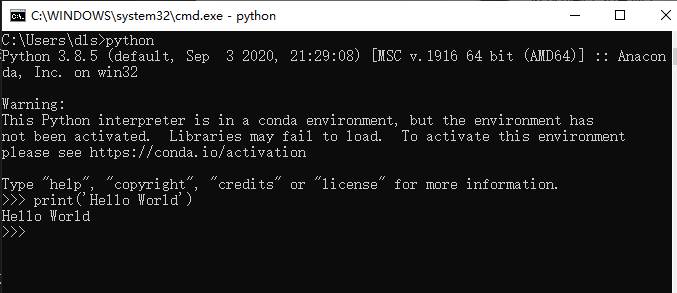 C:\WINDOWS\system32\cmd.exe - python
C:\Users\dls>python
Python 3.8.5 (default, Sep  3 2020, 21:29:08) [MSC v.1916 64 bit (AMD64)] :: Anacon
da, Inc. on win32
Warning:
This Python interpreter is in a conda environment, but the environment has
not been activated.  Libraries may fail to load.  To activate this environment
please see https://conda.io/activation
Type "help", "copyright", "credits" or "license" for more information.
>>> print('Hello World')
Hello World
>>>